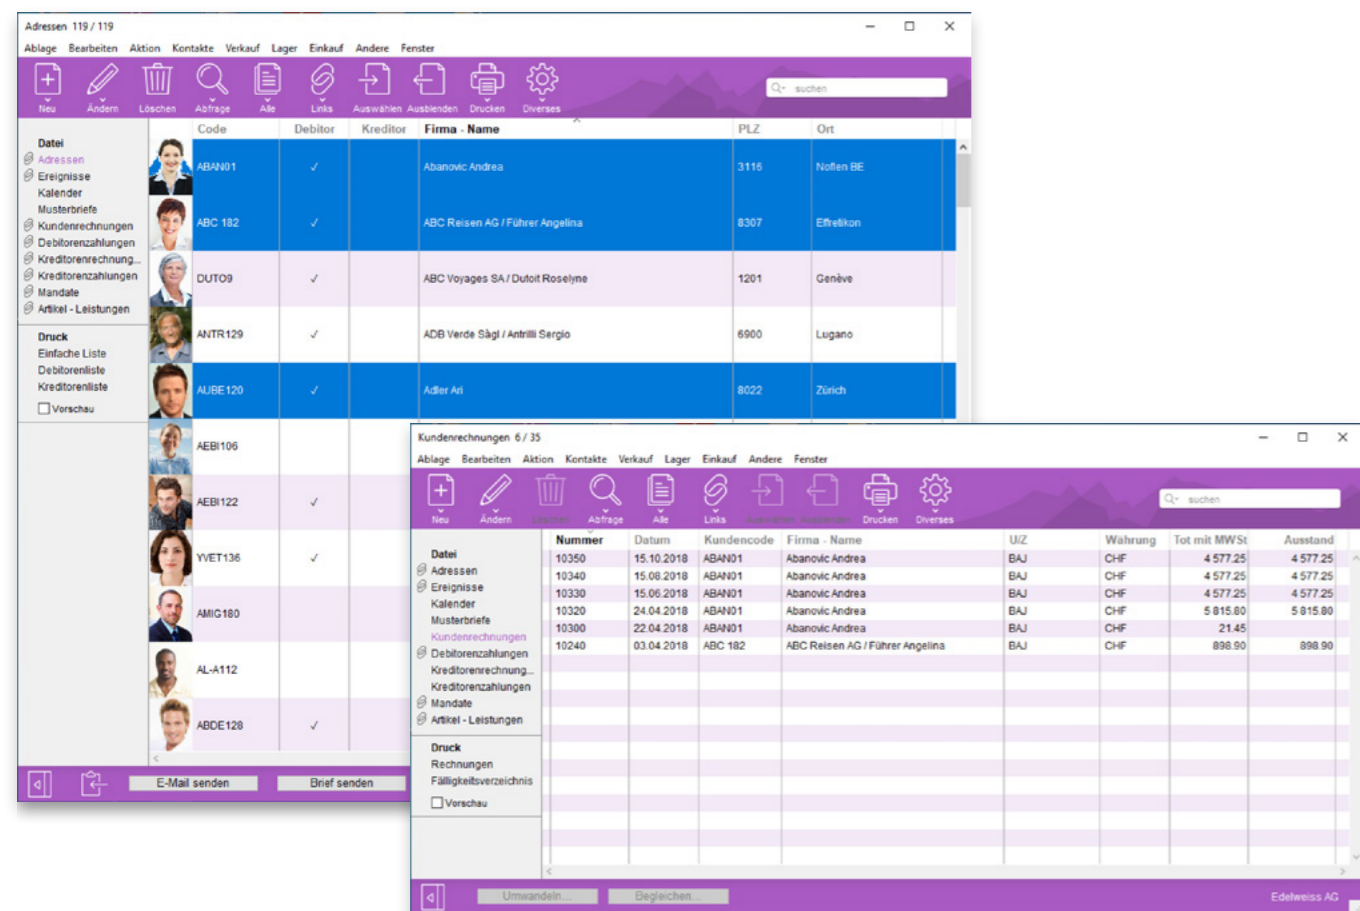 Adressen 119 / 119
Ablage Bearbeiten Aktion Kontakte Verkauf Lager Einkauf Andere Fenster
Neu Ändern Löschen Abfrage Alle Links Auswählen Ausblenden Drucken Diverses
suchen
Datei
Adressen
Ereignisse
Kalender
Musterbriefe
Kundenrechnungen
Debitorenzahlungen
Kreditorenrechnung...
Kreditorenzahlungen
Mandate
Artikel - Leistungen
Druck
Einfache Liste
Debitorenliste
Kreditorenliste
Vorschau
Code Debitor Kreditor Firma - Name PLZ Ort
ABAN01 ✓ Abanovic Andrea 3116 Noflen BE
ABC 182 ✓ ABC Reisen AG / Führer Angelina 8307 Effretikon
DUTO9 ✓ ABC Voyages SA / Dutoit Roselyne 1201 Genève
ANTR129 ✓ ADB Verde Sàgl / Antrilli Sergio 6900 Lugano
AUBE120 ✓ Adler Ari 8022 Zürich
AEBI106
AEBI122 ✓
YVET136 ✓
AMIG180
AL-A112
ABDE128 ✓
E-Mail senden Brief senden
Kundenrechnungen 6 / 35
Ablage Bearbeiten Aktion Kontakte Verkauf Lager Einkauf Andere Fenster
Neu Ändern Löschen Abfrage Alle Links Auswählen Ausblenden Drucken Diverses
suchen
Datei
Adressen
Ereignisse
Kalender
Musterbriefe
Kundenrechnungen
Debitorenzahlungen
Kreditorenrechnung...
Kreditorenzahlungen
Mandate
Artikel - Leistungen
Druck
Rechnungen
Fälligkeitsverzeichnis
Vorschau
Nummer Datum Kundencode Firma - Name U/Z Währung Tot mit MWSt Ausstand
10350 15.10.2018 ABAN01 Abanovic Andrea BAJ CHF 4 577.25 4 577.25
10340 15.08.2018 ABAN01 Abanovic Andrea BAJ CHF 4 577.25 4 577.25
10330 15.06.2018 ABAN01 Abanovic Andrea BAJ CHF 4 577.25 4 577.25
10320 24.04.2018 ABAN01 Abanovic Andrea BAJ CHF 5 815.80 5 815.80
10300 22.04.2018 ABAN01 Abanovic Andrea BAJ CHF 21.45
10240 03.04.2018 ABC 182 ABC Reisen AG / Führer Angelina BAJ CHF 898.90 898.90
Umwandeln... Begleichen...
Edelweiss AG